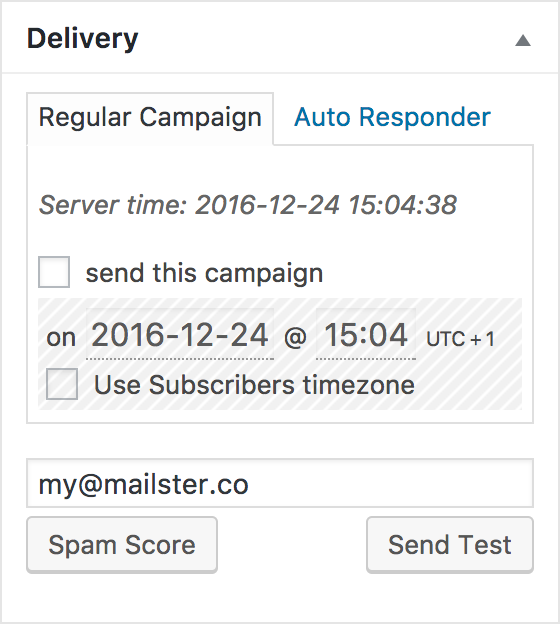 Delivery
Regular Campaign Auto Responder
Server time: 2016-12-24 15:04:38
send this campaign
on 2016-12-24 @ 15:04 UTC + 1
Use Subscribers timezone
my@mailster.co
Spam Score Send Test